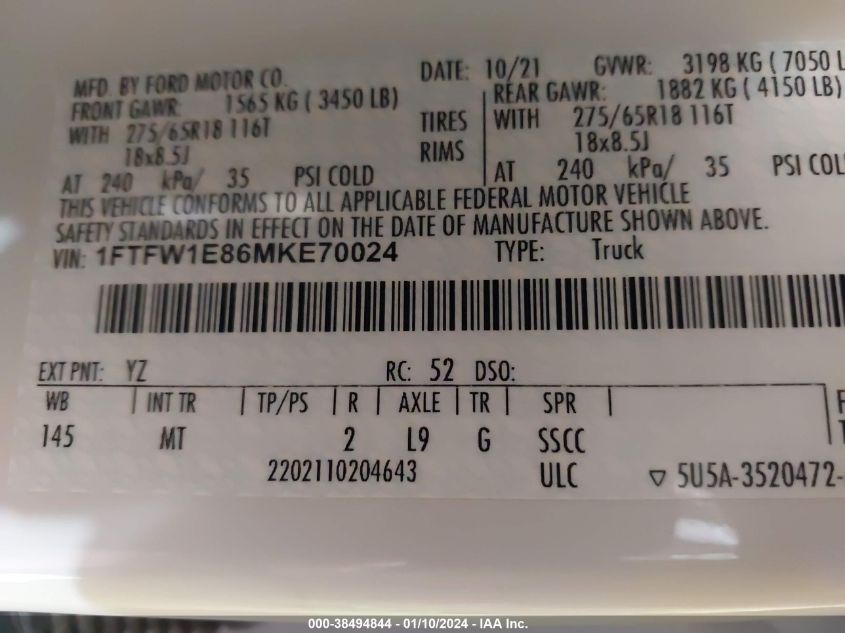 MFD. BY FORD MOTOR CO. DATE: 10/21 GVWR: 3198 KG ( 7050 L
FRONT GAWR: 1565 KG ( 3450 LB) REAR GAWR: 1882 KG ( 4150 LB)
WITH 275/65R18 116T TIRES WITH 275/65R18 116T
18x8.5J RIMS 18x8.5J
AT 240 kPa/ 35 PSI COLD AT 240 kPa/ 35 PSI COL
THIS VEHICLE CONFORMS TO ALL APPLICABLE FEDERAL MOTOR VEHICLE
SAFETY STANDARDS IN EFFECT ON THE DATE OF MANUFACTURE SHOWN ABOVE.
VIN: 1FTFW1E86MKE70024 TYPE: Truck
EXT PNT: YZ RC: 52 DSO:
WB INT TR TP/PS R AXLE TR SPR
145 MT 2 L9 G SSCC
2202110204643 ULC ▽ 5U5A-3520472-
000-38494844 - 01/10/2024 - IAA Inc.